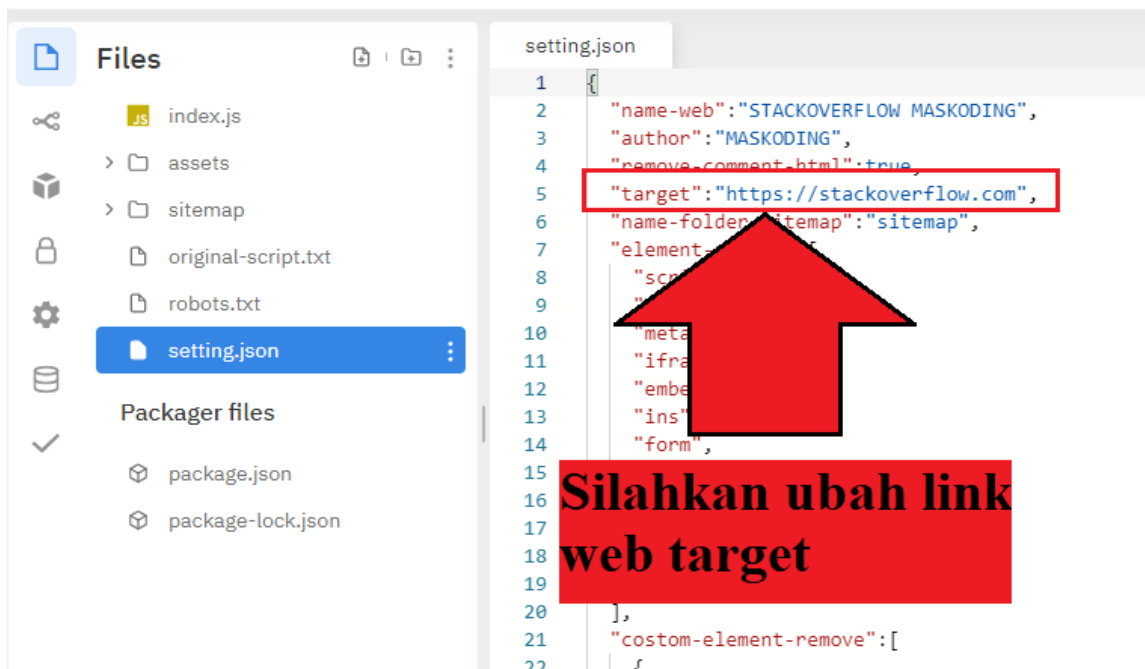 Files
index.js
assets
sitemap
original-script.txt
robots.txt
setting.json
Packager files
package.json
package-lock.json
setting.json
1 {
2 "name-web":"STACKOVERFLOW MASKODING",
3 "author":"MASKODING",
4 "remove-comment-html":true,
5 "target":"https://stackoverflow.com",
6 "name-folder-sitemap":"sitemap",
7 "element-
8
9
10 "meta
11 "ifra
12 "embe
13 "ins"
14 "form",
15
16
17
18
19
20 ],
21 "costom-element-remove":[
22 {
Silahkan ubah link
web target